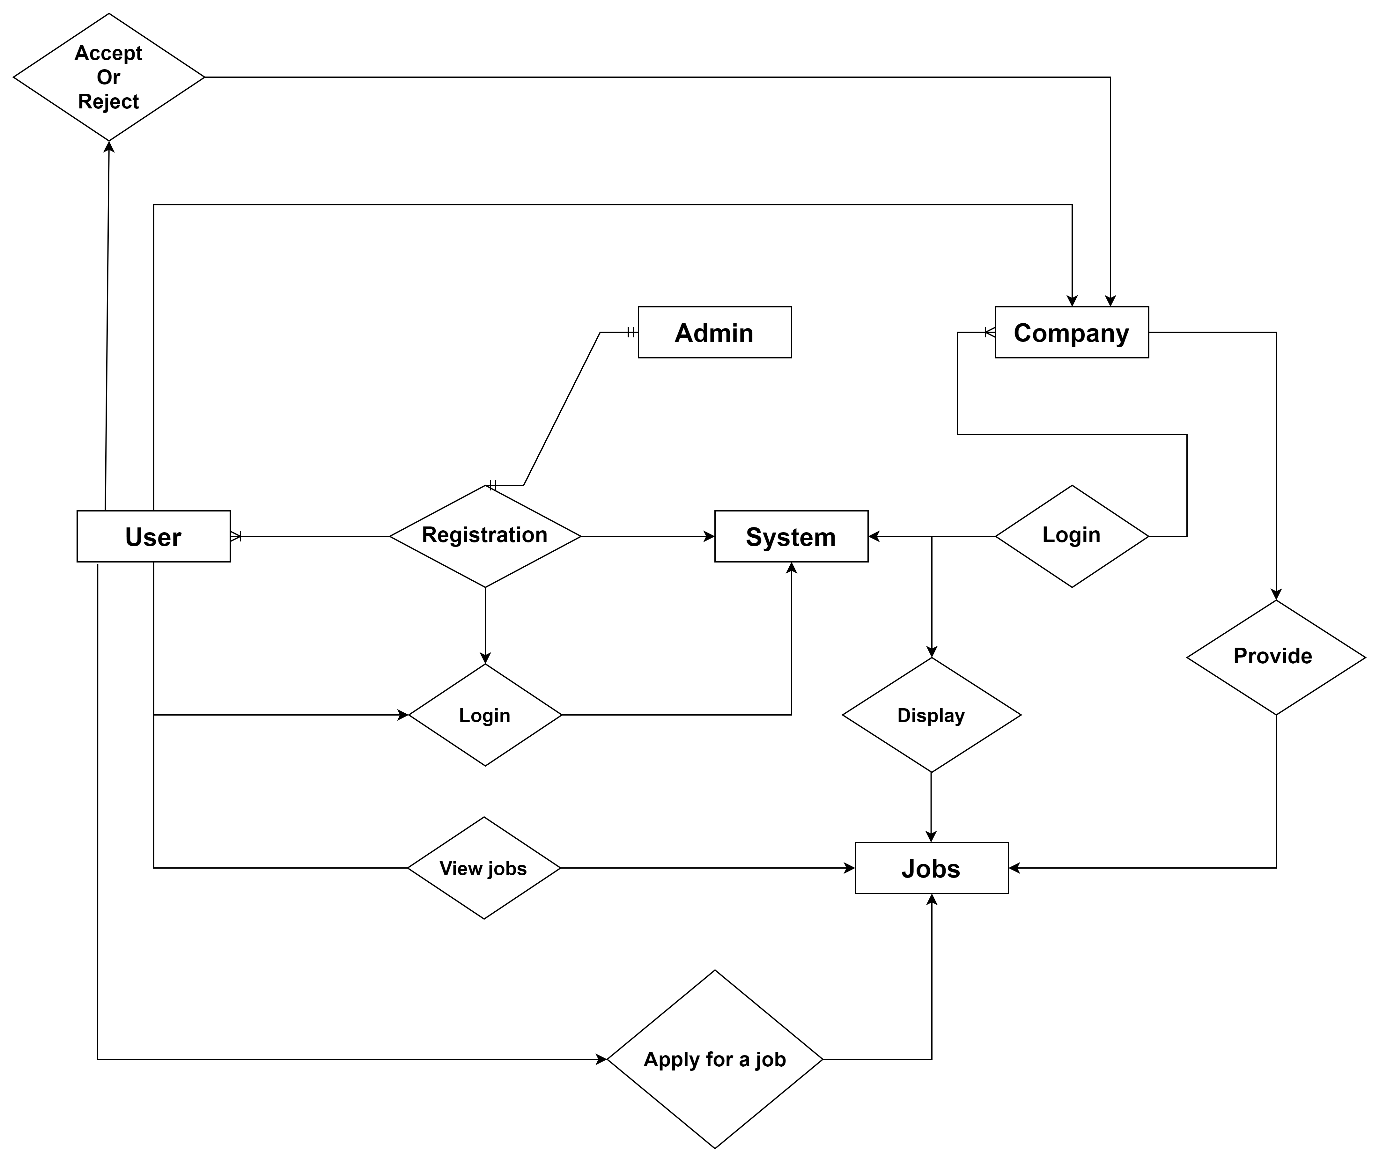 Accept
Or
Reject
Admin
Company
User
Registration
System
Login
Provide
Login
Display
View jobs
Jobs
Apply for a job